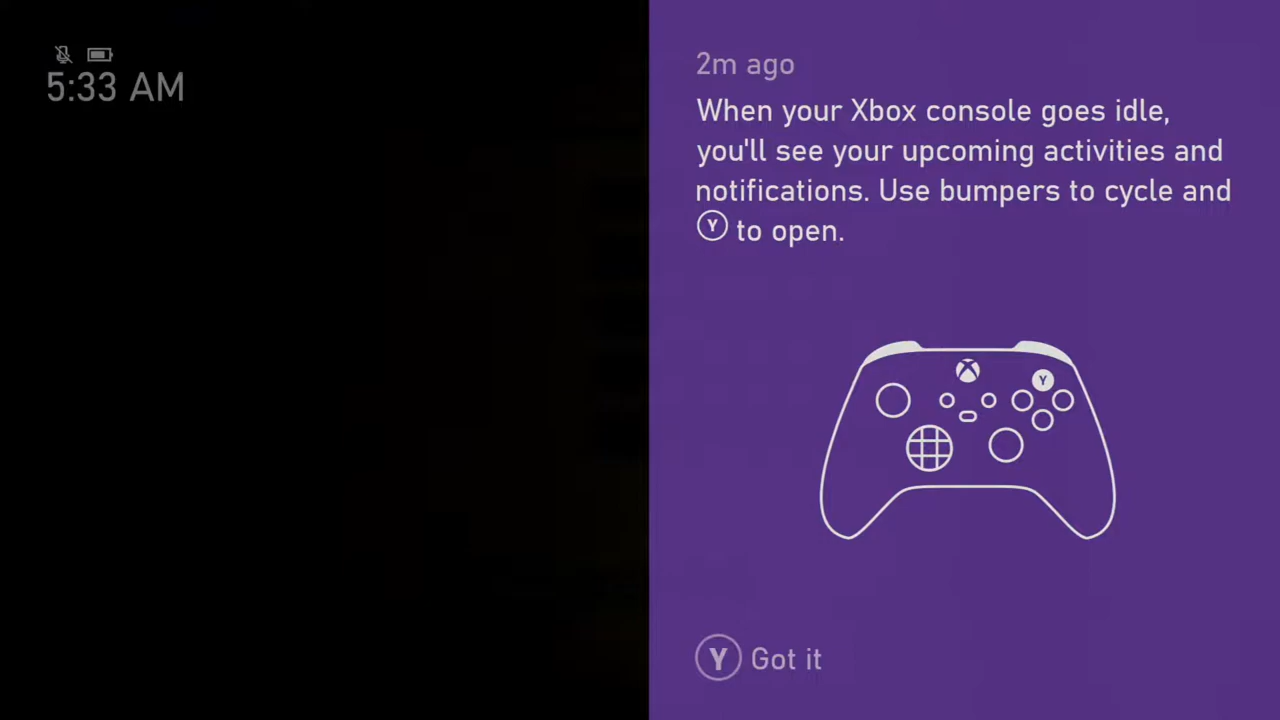 5:33 AM
2m ago
When your Xbox console goes idle,
you'll see your upcoming activities and
notifications. Use bumpers to cycle and
Y to open.
Y
Y Got it